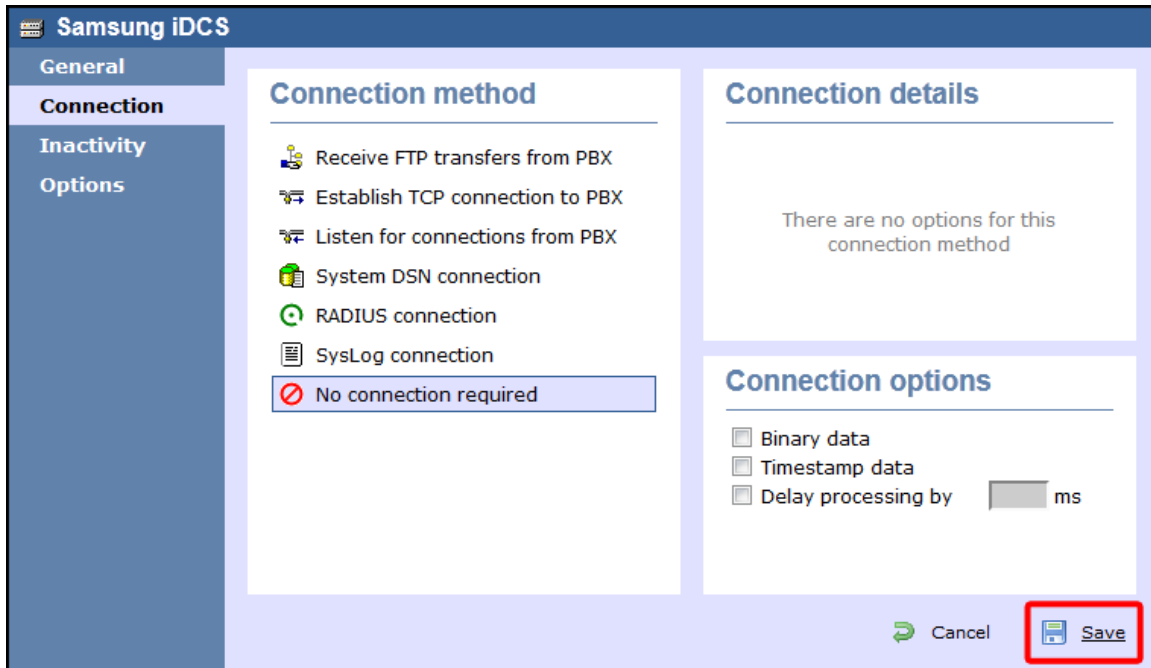 Samsung iDCS
General
Connection
Inactivity
Options
Connection method
Receive FTP transfers from PBX
Establish TCP connection to PBX
Listen for connections from PBX
System DSN connection
RADIUS connection
SysLog connection
No connection required
Connection details
There are no options for this
connection method
Connection options
Binary data
Timestamp data
Delay processing by ms
Cancel
Save